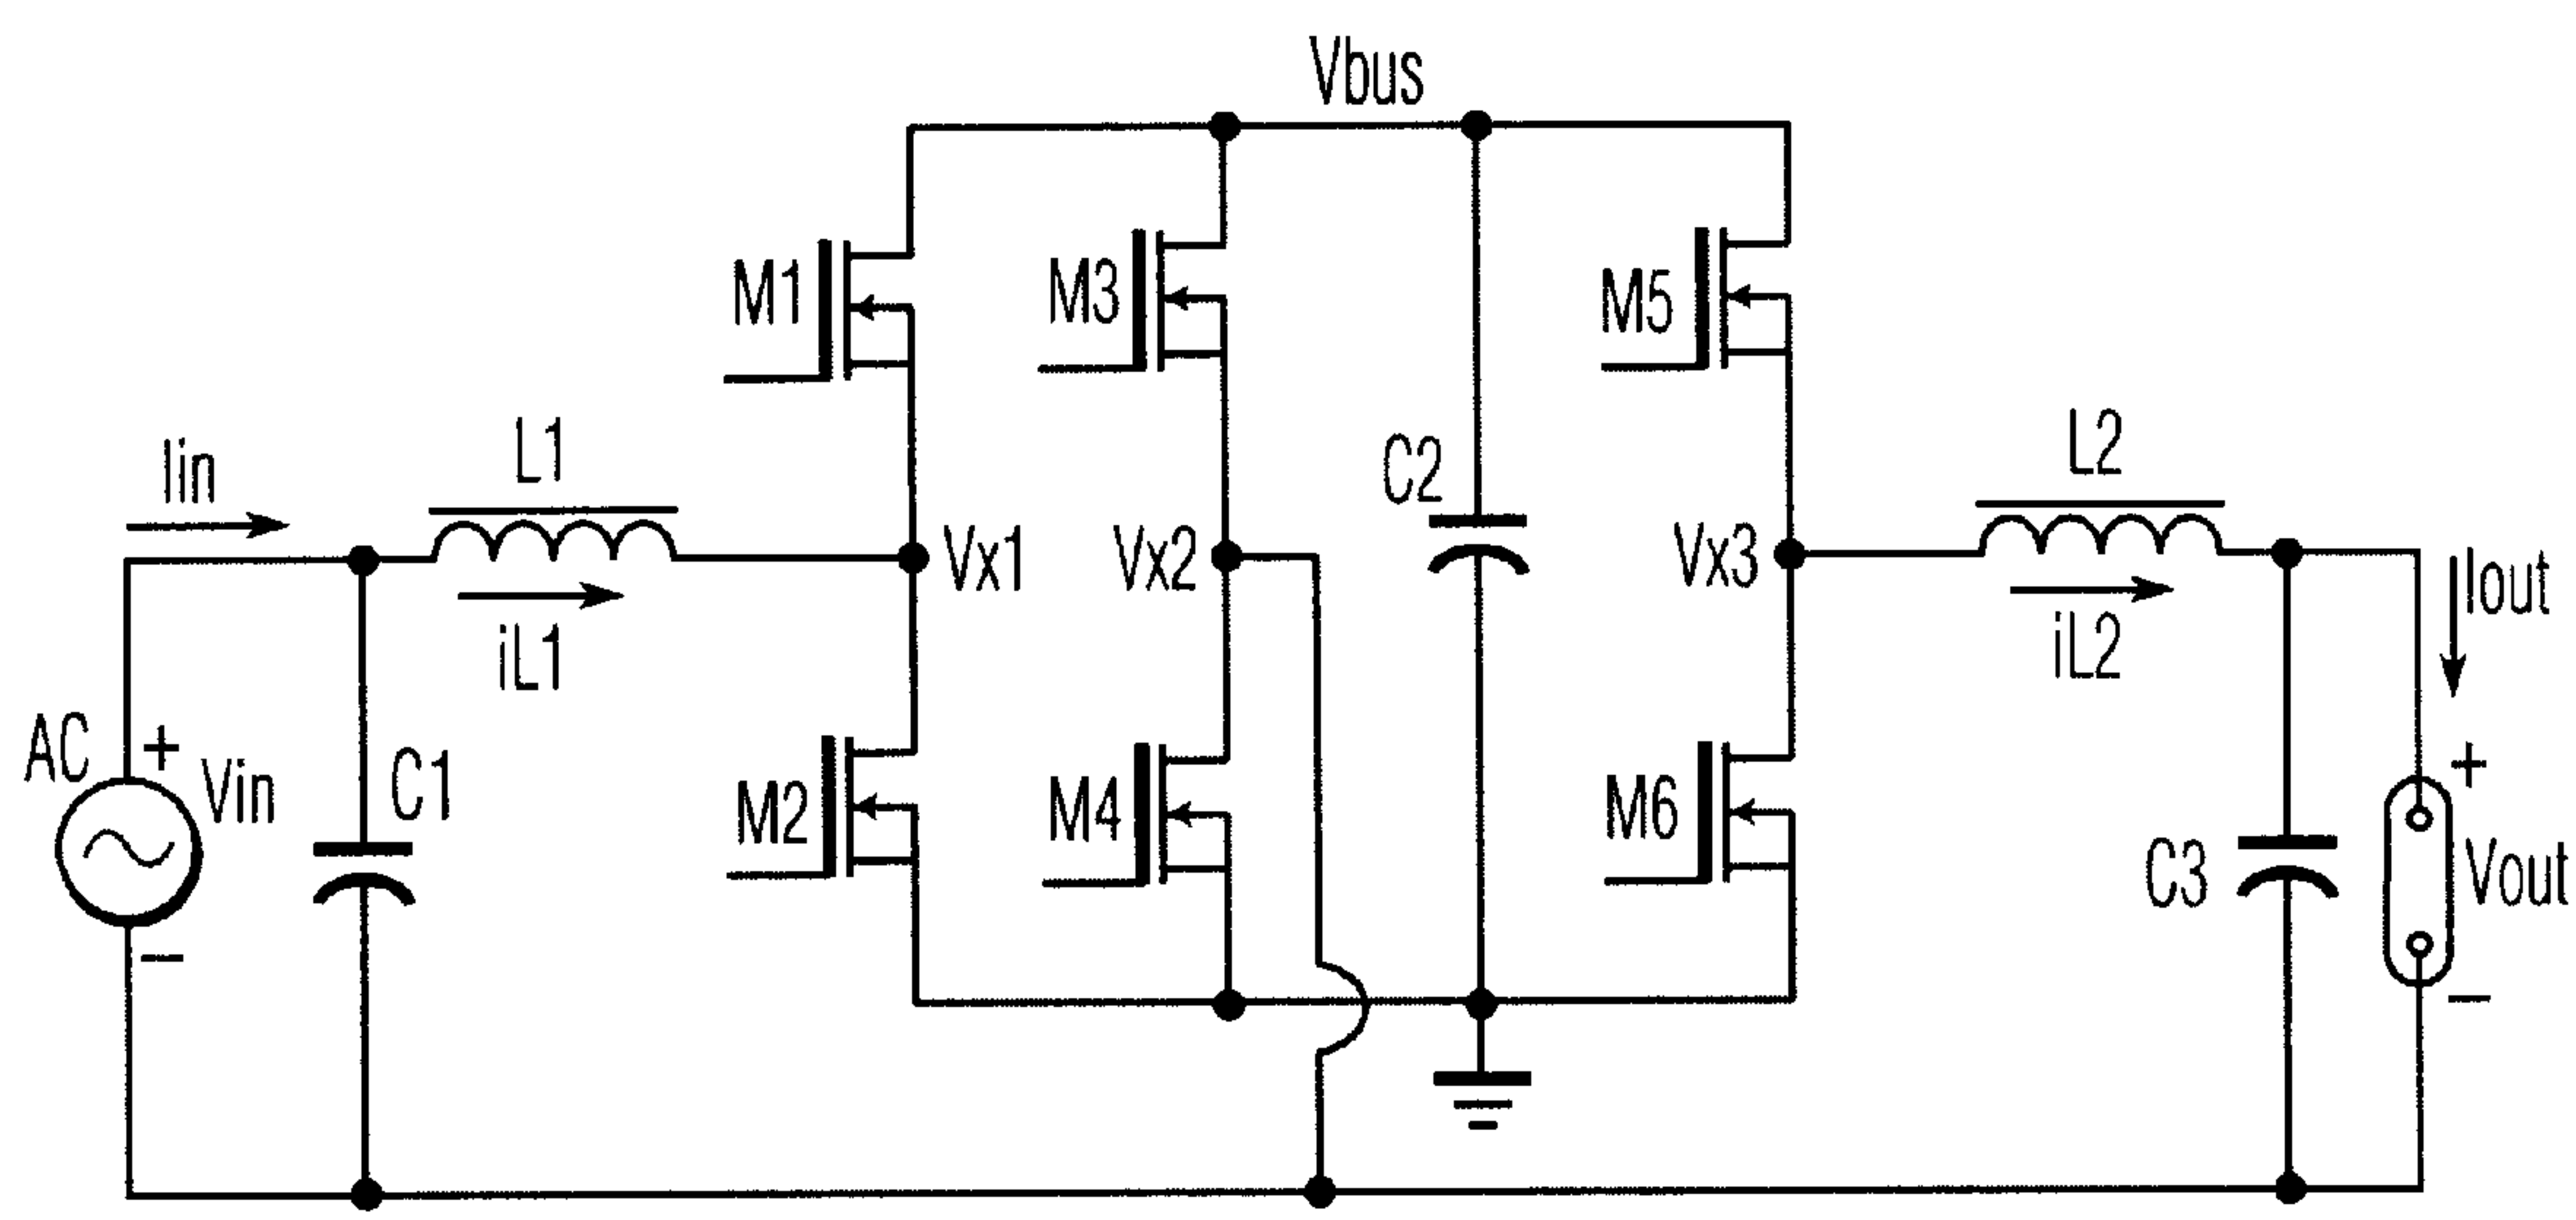 Vbus
M1
M3
M5
Iin
L1
C2
L2
Vx1
Vx2
Vx3
Iout
iL1
iL2
AC
+
Vin
C1
M2
M4
M6
+
C3
Vout
−
−